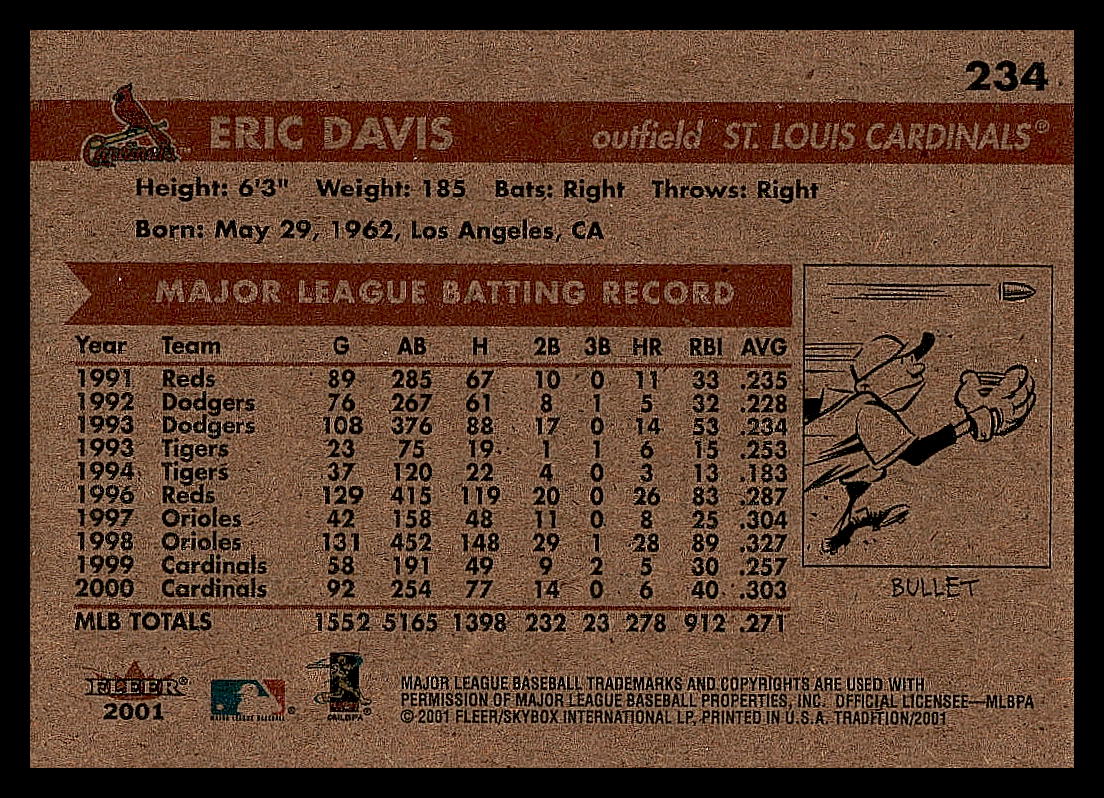 234
ERIC DAVIS outfield ST. LOUIS CARDINALS®
Height: 6'3" Weight: 185 Bats: Right Throws: Right
Born: May 29, 1962, Los Angeles, CA
MAJOR LEAGUE BATTING RECORD
Year Team G AB H 2B 3B HR RBI AVG
1991 Reds 89 285 67 10 0 11 33 .235
1992 Dodgers 76 267 61 8 1 5 32 .228
1993 Dodgers 108 376 88 17 0 14 53 .234
1993 Tigers 23 75 19 1 1 6 15 .253
1994 Tigers 37 120 22 4 0 3 13 .183
1996 Reds 129 415 119 20 0 26 83 .287
1997 Orioles 42 158 48 11 0 8 25 .304
1998 Orioles 131 452 148 29 1 28 89 .327
1999 Cardinals 58 191 49 9 2 5 30 .257
2000 Cardinals 92 254 77 14 0 6 40 .303
MLB TOTALS 1552 5165 1398 232 23 278 912 .271
BULLET
FLEER®
2001
MAJOR LEAGUE BASEBALL TRADEMARKS AND COPYRIGHTS ARE USED WITH
PERMISSION OF MAJOR LEAGUE BASEBALL PROPERTIES, INC. OFFICIAL LICENSEE—MLBPA
© 2001 FLEER/SKYBOX INTERNATIONAL LP, PRINTED IN U.S.A. TRADITION/2001